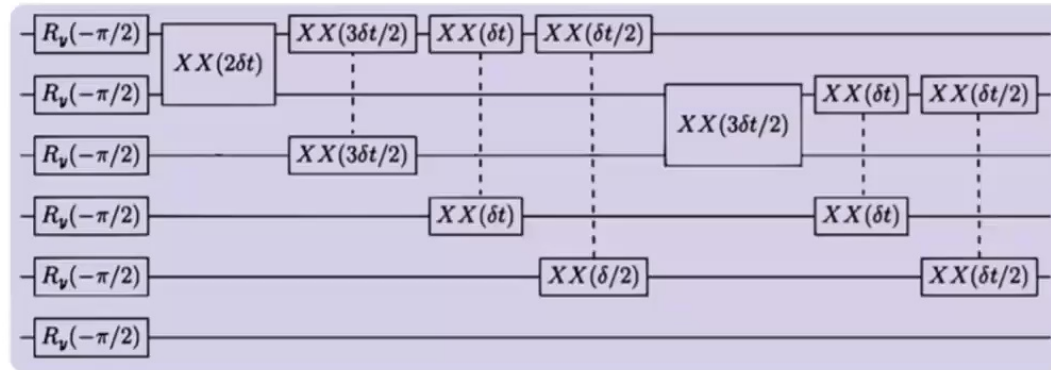 R_y(−π/2) XX(3δt/2) XX(δt) XX(δt/2)
XX(2δt)
R_y(−π/2) XX(δt) XX(δt/2)
XX(3δt/2)
R_y(−π/2) XX(3δt/2)
R_y(−π/2) XX(δt) XX(δt)
R_y(−π/2) XX(δ/2) XX(δt/2)
R_y(−π/2)